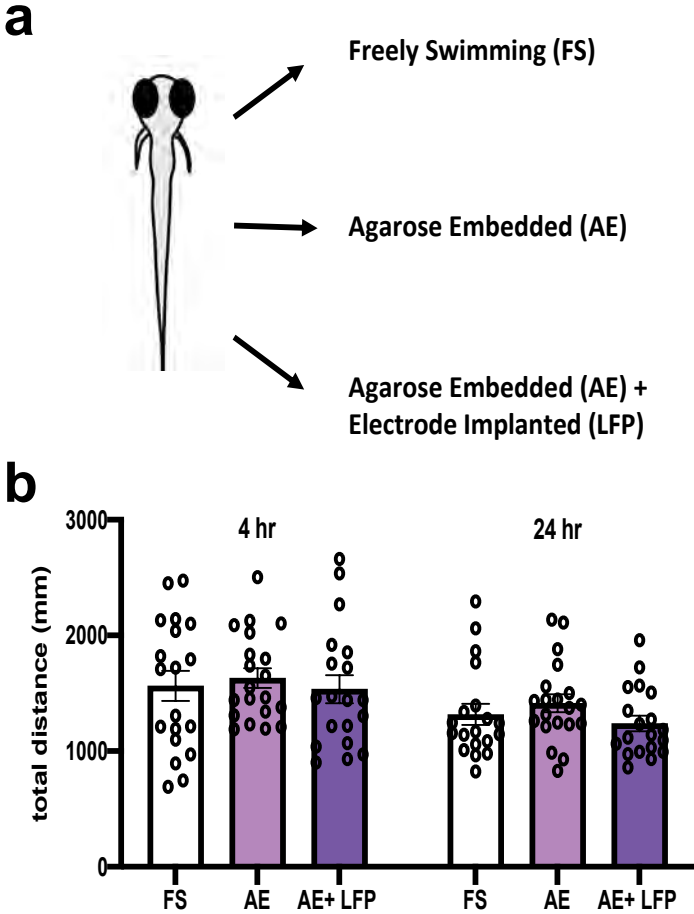 a
Freely Swimming (FS)
Agarose Embedded (AE)
Agarose Embedded (AE) +
Electrode Implanted (LFP)
b
total distance (mm)
3000
2000
1000
0
4 hr
24 hr
FS
AE
AE+ LFP
FS
AE
AE+ LFP